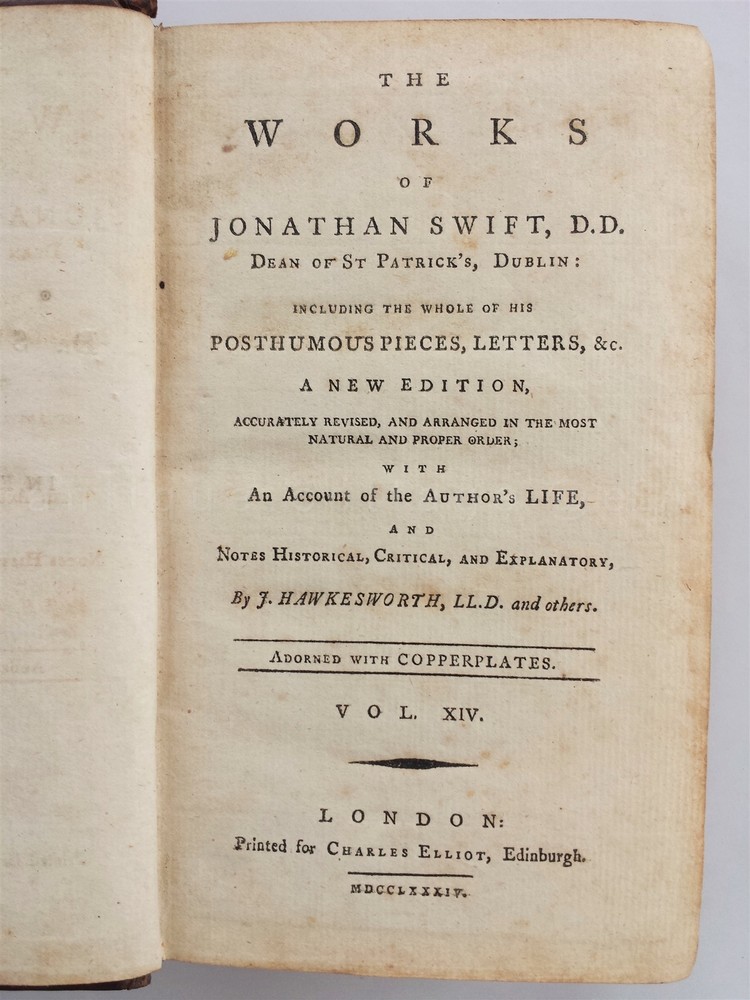 THE
WORKS
OF
JONATHAN SWIFT, D.D.
DEAN OF ST PATRICK'S, DUBLIN:
INCLUDING THE WHOLE OF HIS
POSTHUMOUS PIECES, LETTERS, &c.
A NEW EDITION,
ACCURATELY REVISED, AND ARRANGED IN THE MOST
NATURAL AND PROPER ORDER;
WITH
An Account of the AUTHOR'S LIFE,
AND
NOTES HISTORICAL, CRITICAL, AND EXPLANATORY,
By J. HAWKESWORTH, LL.D. and others.
ADORNED WITH COPPERPLATES.
VOL. XIV.
LONDON:
Printed for CHARLES ELLIOT, Edinburgh.
MDCCLXXXIV.